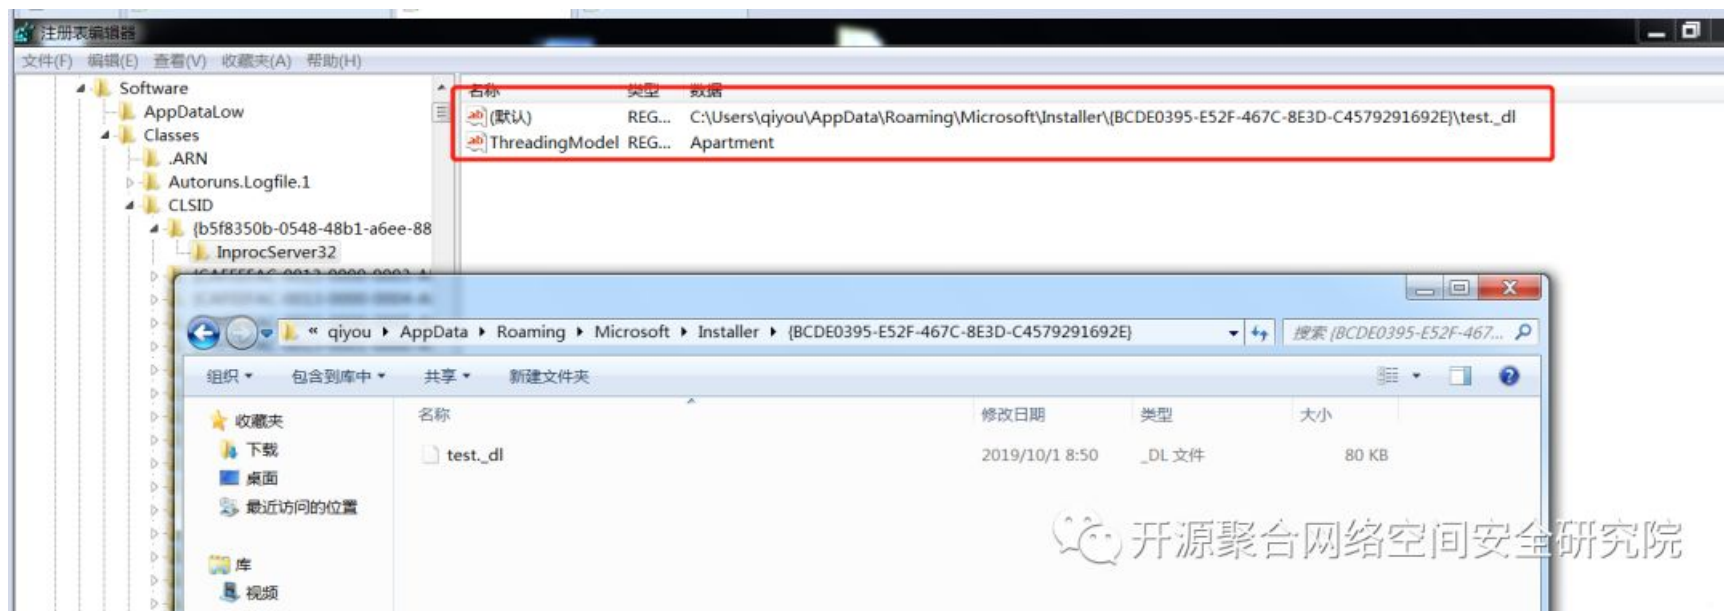 注册表编辑器
文件(F) 编辑(E) 查看(V) 收藏夹(A) 帮助(H)
Software
AppDataLow
Classes
.ARN
Autoruns.Logfile.1
CLSID
{b5f8350b-0548-48b1-a6ee-88
InprocServer32
名称 类型 数据
(默认) REG... C:\Users\qiyou\AppData\Roaming\Microsoft\Installer\{BCDE0395-E52F-467C-8E3D-C4579291692E}\test._dl
ThreadingModel REG... Apartment
« qiyou AppData Roaming Microsoft Installer {BCDE0395-E52F-467C-8E3D-C4579291692E}
搜索 {BCDE0395-E52F-467...
组织 包含到库中 共享 新建文件夹
收藏夹
下载
桌面
最近访问的位置
库
视频
名称 修改日期 类型 大小
test._dl 2019/10/1 8:50 _DL 文件 80 KB
开源聚合网络空间安全研究院